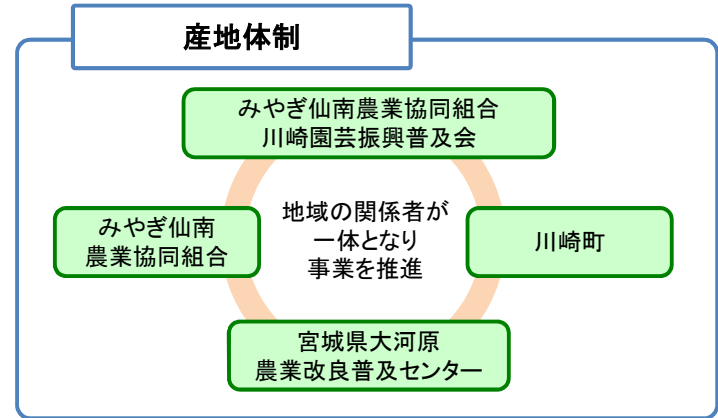 産地体制
みやぎ仙南農業協同組合
川崎園芸振興普及会
みやぎ仙南
農業協同組合
地域の関係者が
一体となり
事業を推進
川崎町
宮城県大河原
農業改良普及センター